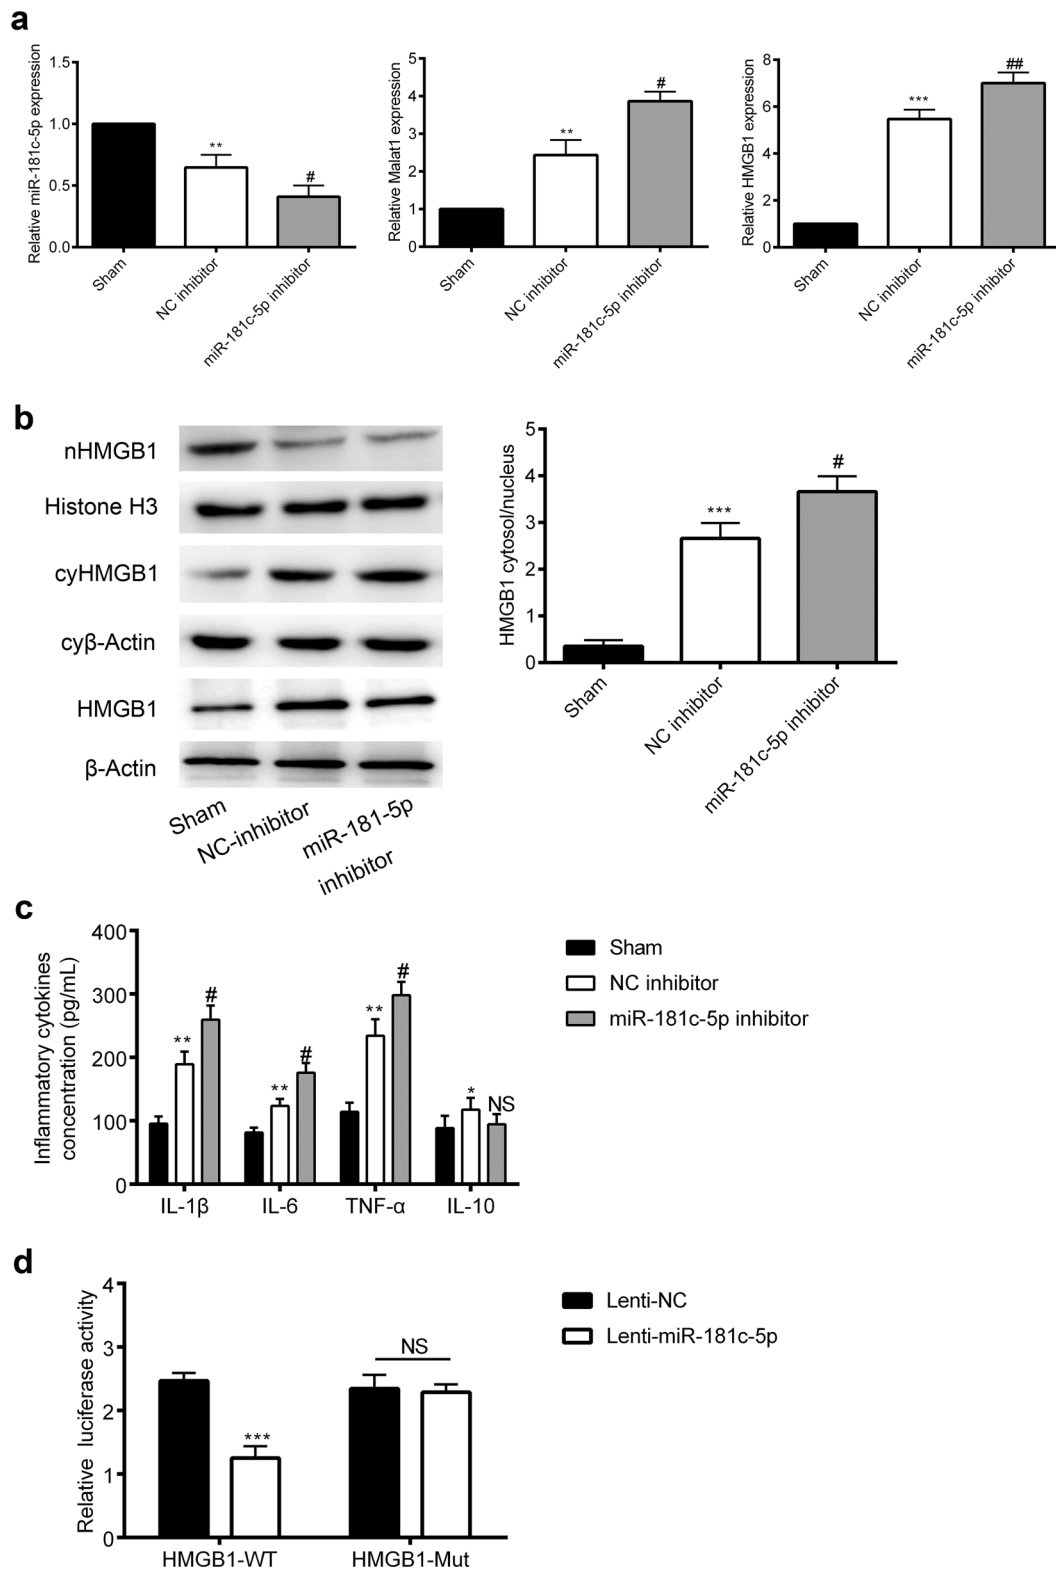 a
Relative miR-181c-5p expression
1.5
1.0
0.5
0.0
**
#
Sham
NC inhibitor
miR-181c-5p inhibitor
Relative Malat1 expression
5
4
3
2
1
0
**
#
Sham
NC inhibitor
miR-181c-5p inhibitor
Relative HMGB1 expression
8
6
4
2
0
***
##
Sham
NC inhibitor
miR-181c-5p inhibitor
b
nHMGB1
Histone H3
cyHMGB1
cyβ-Actin
HMGB1
β-Actin
Sham
NC-inhibitor
miR-181-5p
inhibitor
HMGB1 cytosol/nucleus
5
4
3
2
1
0
***
#
Sham
NC inhibitor
miR-181c-5p inhibitor
c
Inflammatory cytokines
concentration (pg/mL)
400
300
200
100
0
**
#
**
#
**
#
*
NS
IL-1β
IL-6
TNF-α
IL-10
Sham
NC inhibitor
miR-181c-5p inhibitor
d
Relative luciferase activity
4
3
2
1
0
***
NS
HMGB1-WT
HMGB1-Mut
Lenti-NC
Lenti-miR-181c-5p